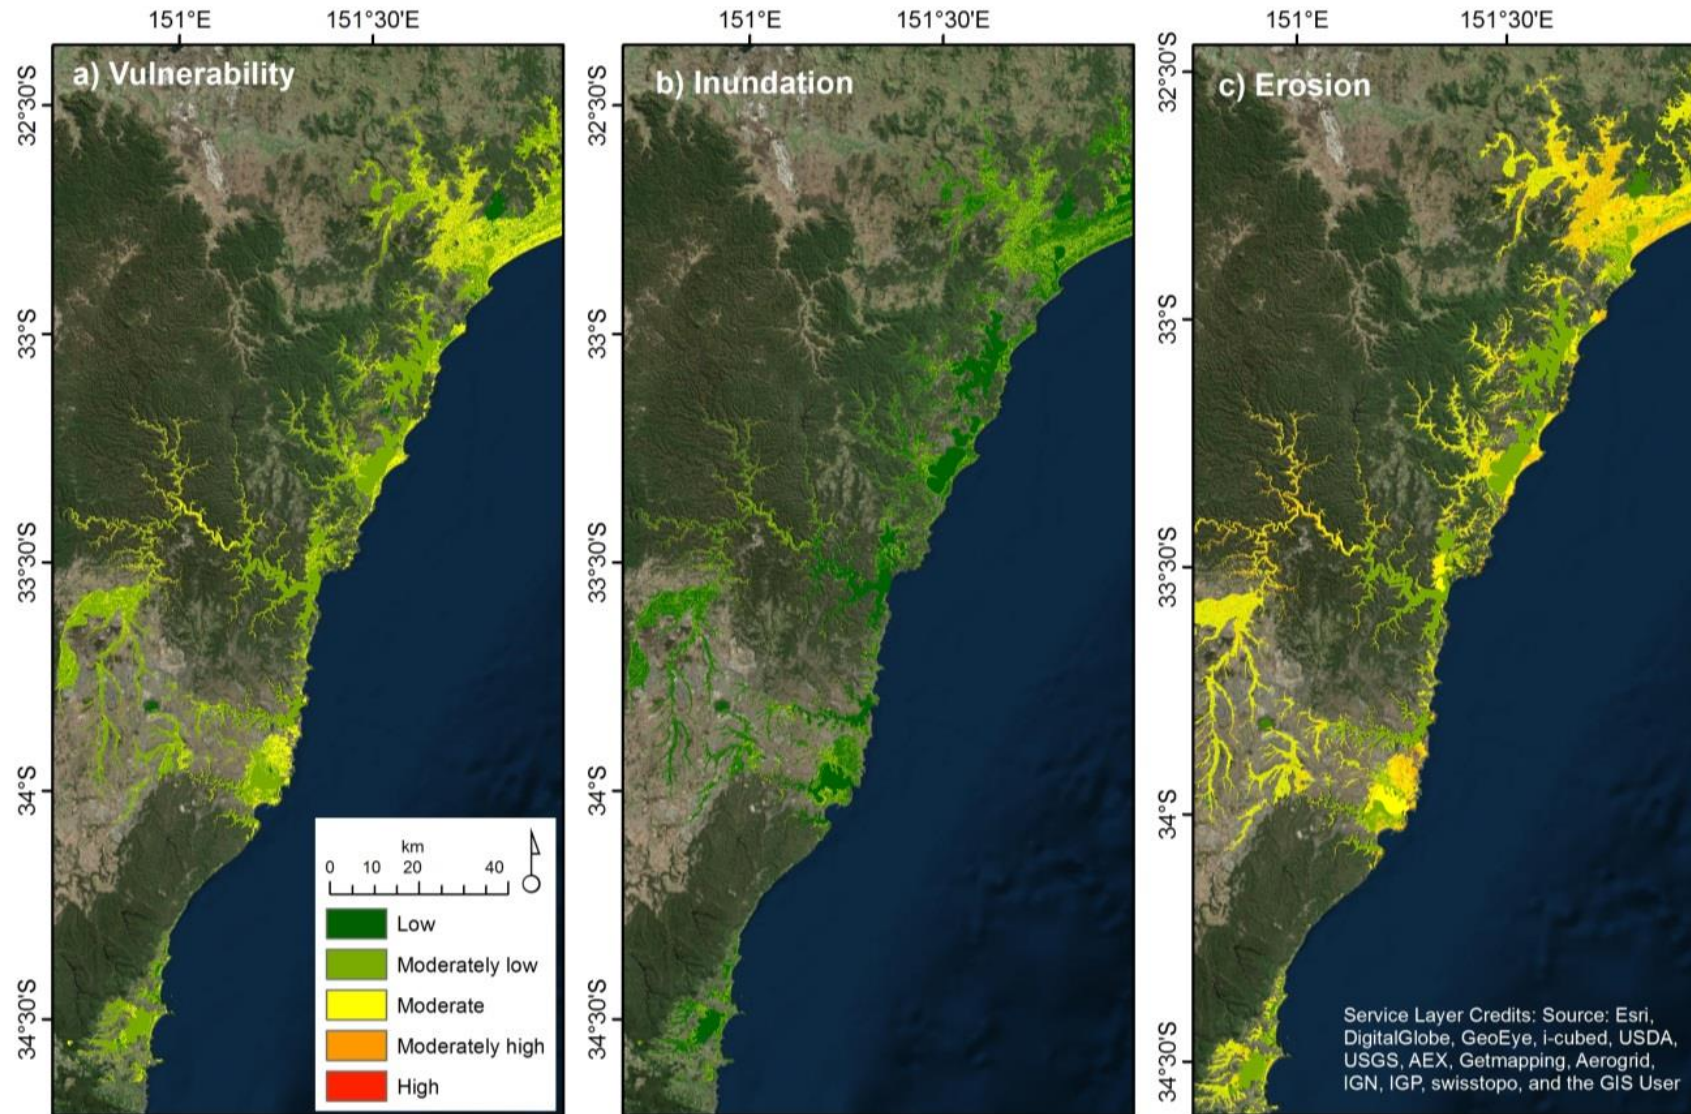 151°E 151°30'E 151°E 151°30'E 151°E 151°30'E
a) Vulnerability
32°30'S
33°S
33°30'S
34°S
34°30'S
km
0 10 20 40
Low
Moderately low
Moderate
Moderately high
High
b) Inundation
32°30'S
33°S
33°30'S
34°S
34°30'S
c) Erosion
32°30'S
33°S
33°30'S
34°S
34°30'S
Service Layer Credits: Source: Esri,
DigitalGlobe, GeoEye, i-cubed, USDA,
USGS, AEX, Getmapping, Aerogrid,
IGN, IGP, swisstopo, and the GIS User